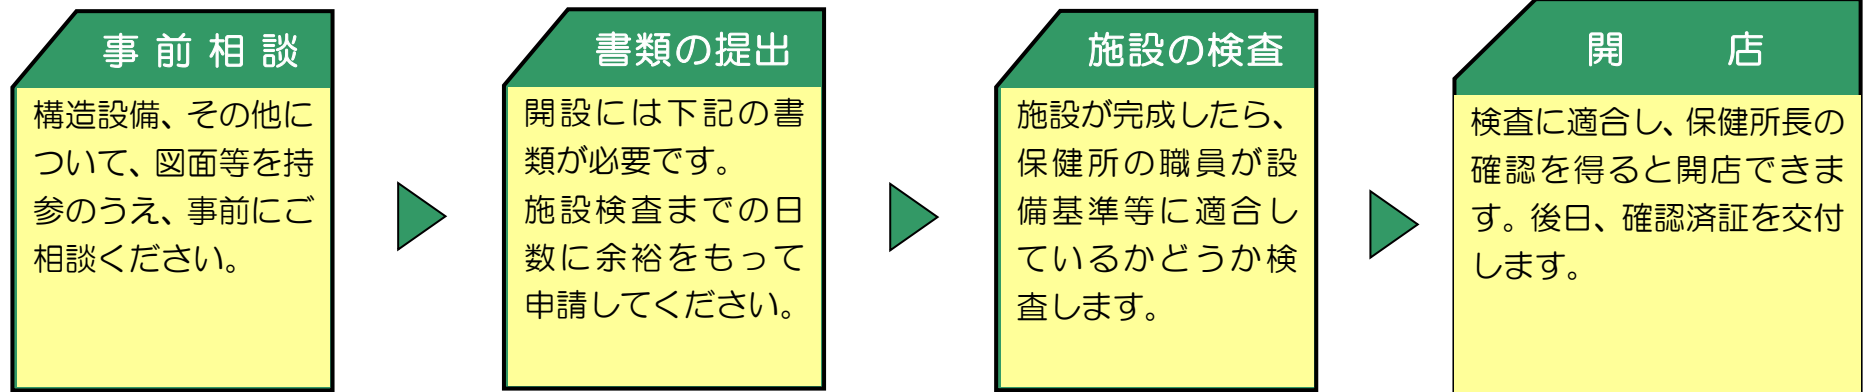 事前相談
構造設備、その他に
ついて、図面等を持
参のうえ、事前にご
相談ください。
書類の提出
開設には下記の書
類が必要です。
施設検査までの日
数に余裕をもって
申請してください。
施設の検査
施設が完成したら、
保健所の職員が設
備基準等に適合し
ているかどうか検
査します。
開店
検査に適合し、保健所長の
確認を得ると開店できま
す。後日、確認済証を交付
します。